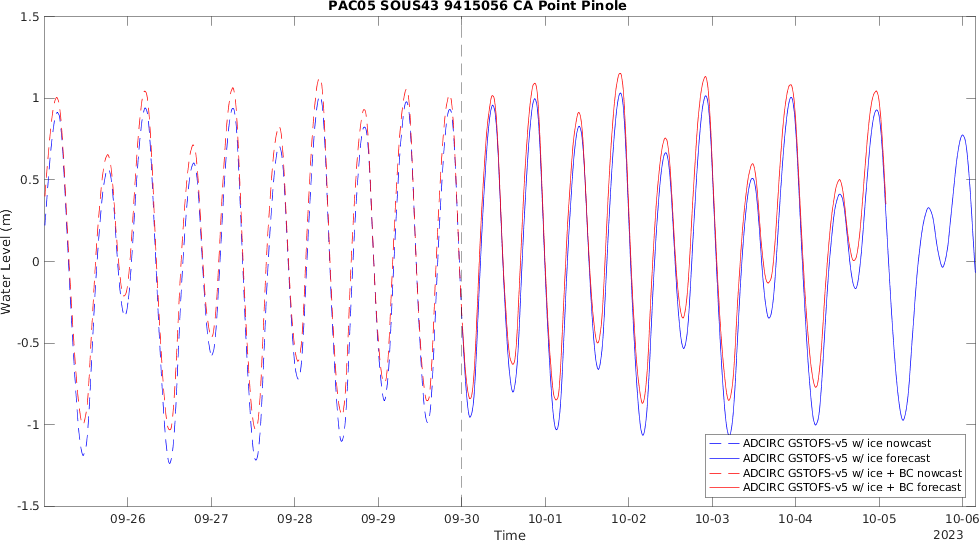 PAC05 SOUS43 9415056 CA Point Pinole
1.5
1
0.5
0
-0.5
-1
-1.5
Water Level (m)
09-26 09-27 09-28 09-29 09-30 10-01 10-02 10-03 10-04 10-05 10-06
Time
2023
ADCIRC GSTOFS-v5 w/ ice nowcast
ADCIRC GSTOFS-v5 w/ ice forecast
ADCIRC GSTOFS-v5 w/ ice + BC nowcast
ADCIRC GSTOFS-v5 w/ ice + BC forecast